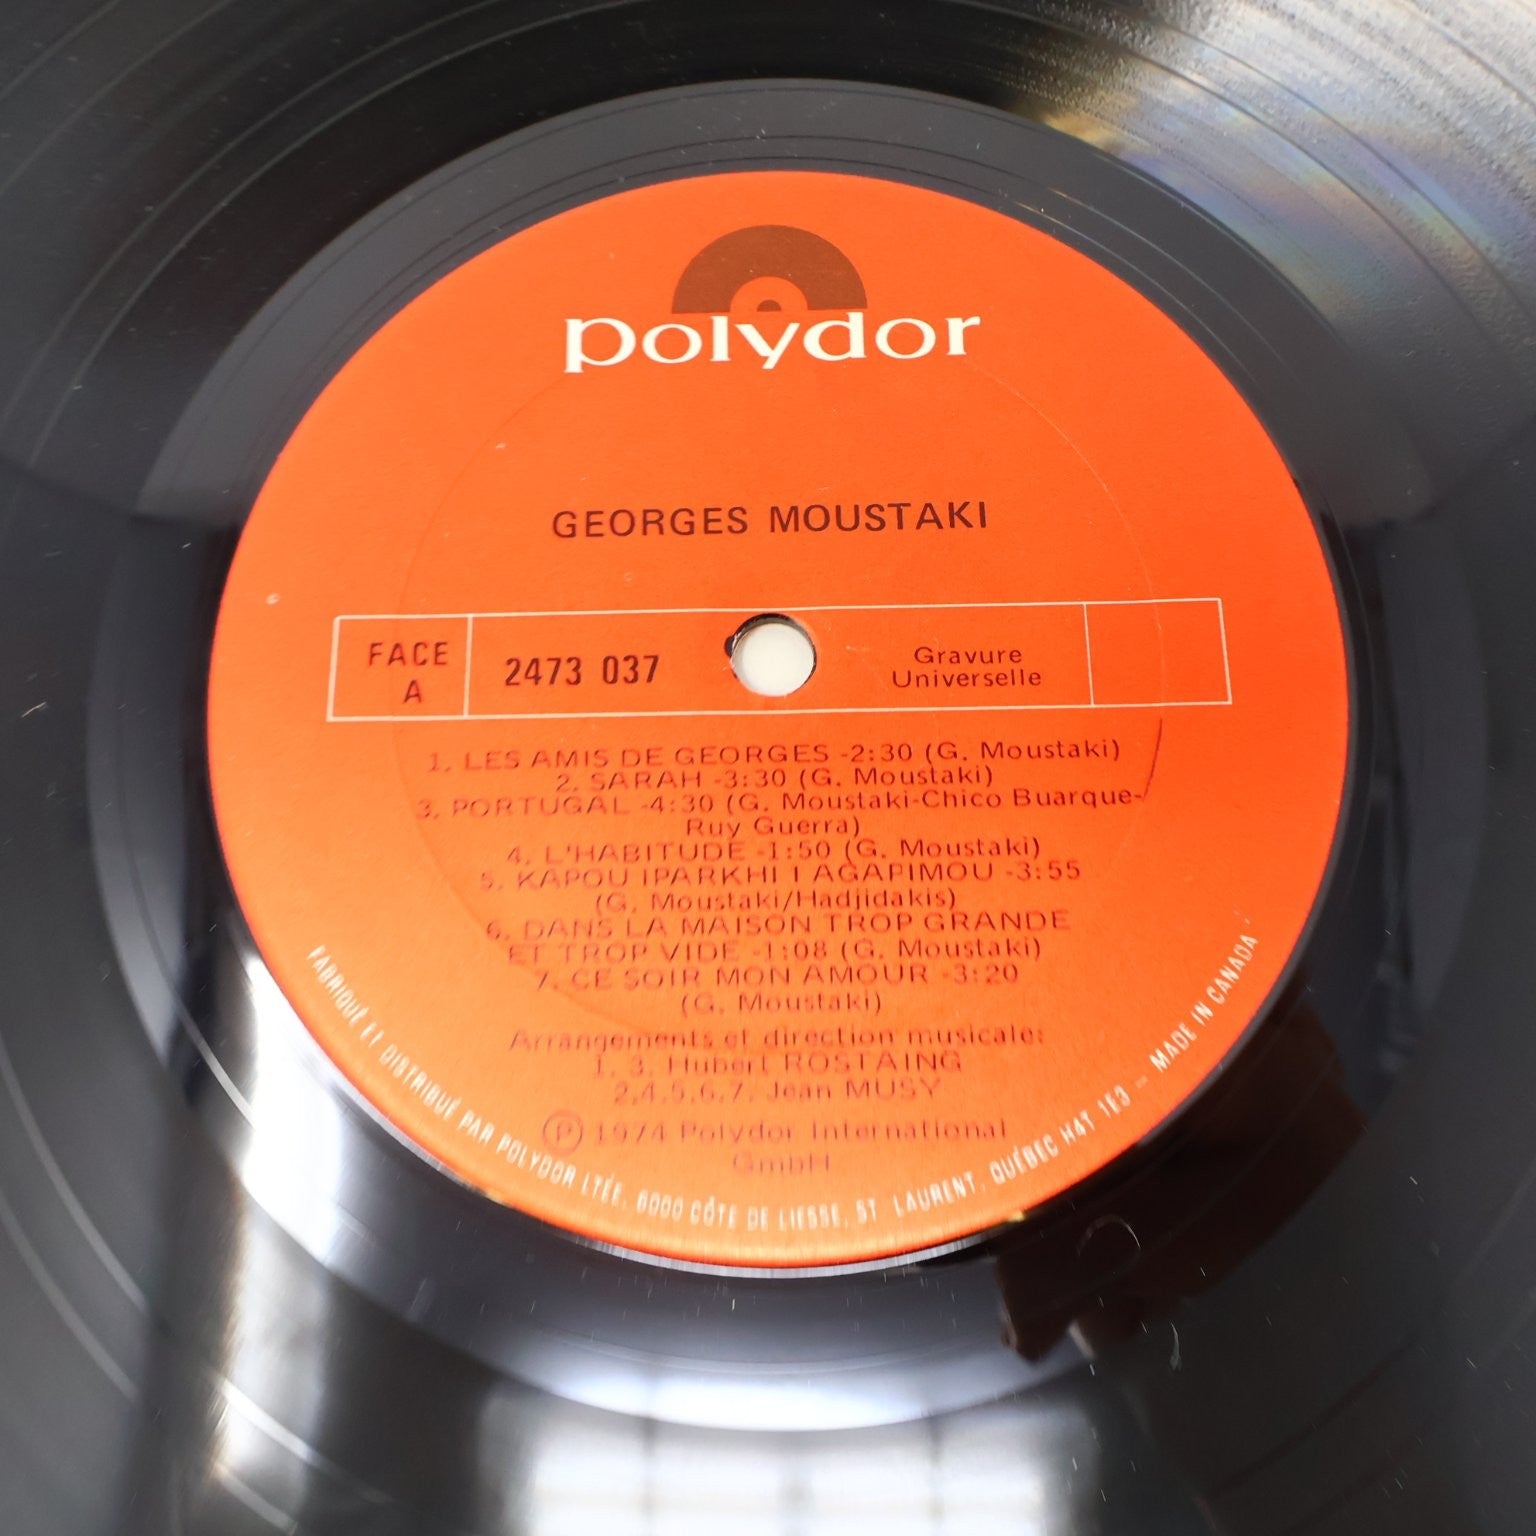 polydor
GEORGES MOUSTAKI
FACE
A
2473 037
Gravure
Universelle
1. LES AMIS DE GEORGES -2:30 (G. Moustaki)
2. SARAH -3:30 (G. Moustaki)
3. PORTUGAL -4:30 (G. Moustaki-Chico Buarque-
Ruy Guerra)
4. L'HABITUDE -1:50 (G. Moustaki)
5. KAPOU IPARKHI I AGAPIMOU -3:55
(G. Moustaki/Hadjidakis)
6. DANS LA MAISON TROP GRANDE
ET TROP VIDE -1:08 (G. Moustaki)
7. CE SOIR MON AMOUR -3:20
(G. Moustaki)
Arrangements et direction musicale:
1. 3. Hubert ROSTAING
2.4.5.6.7. Jean MUSY
Ⓟ 1974 Polydor International
GmbH
FABRIQUÉ ET DISTRIBUÉ PAR POLYDOR LTÉE, 6000 CÔTE DE LIESSE, ST. LAURENT, QUÉBEC H4T 1E3 – MADE IN CANADA